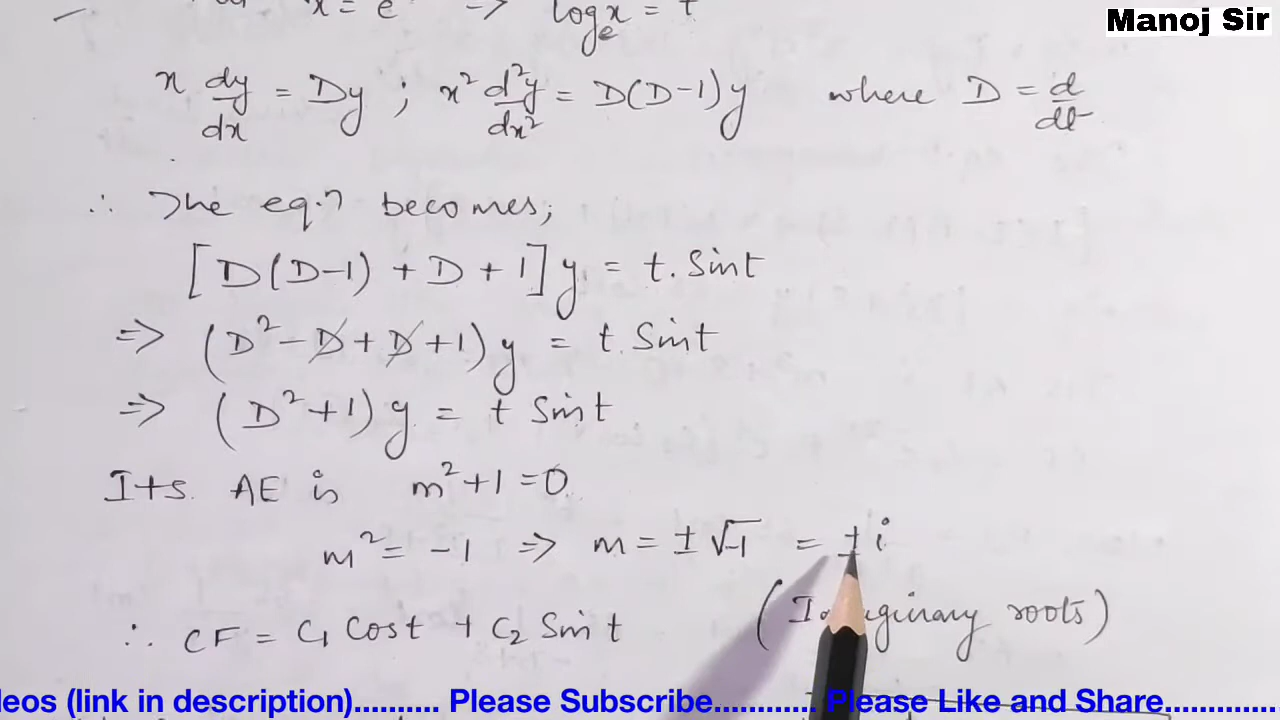 Manoj Sir
x = e ⇒ log_e x = t
x dy/dx = Dy ; x² d²y/dx² = D(D-1)y where D = d/dt
∴ The eqn becomes;
[D(D-1) + D + 1]y = t. Sint
⇒ (D² - D + D + 1)y = t. Sint
⇒ (D² + 1)y = t Sint
Its AE is m² + 1 = 0
m² = -1 ⇒ m = ± √-1 = ± i
(Imaginary roots)
∴ CF = C₁ Cost + C₂ Sint
deos (link in description).......... Please Subscribe............. Please Like and Share.............